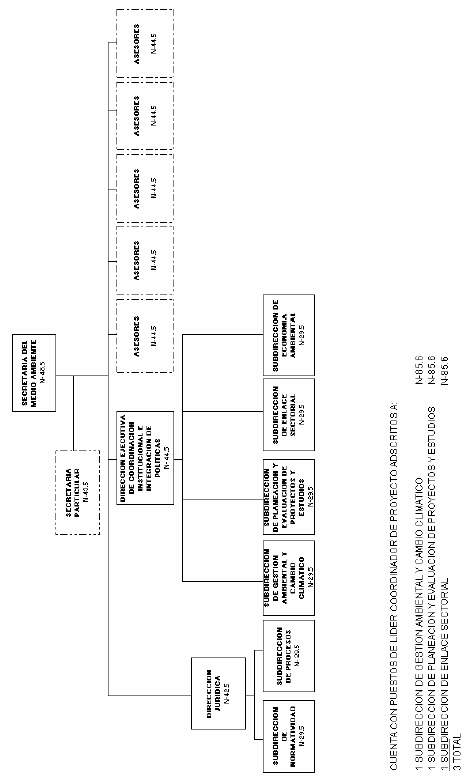 SECRETARIA DEL
MEDIO AMBIENTE
N-46.5
SECRETARIA
PARTICULAR
N-40.5
DIRECCION
JURIDICA
N-42.5
DIRECCION EJECUTIVA
DE COORDINACION
INSTITUCIONAL E
INTEGRACION DE
POLITICAS
N-44.5
ASESORES
N-44.5
ASESORES
N-44.5
ASESORES
N-44.5
ASESORES
N-44.5
ASESORES
N-44.5
SUBDIRECCION
DE
NORMATIVIDAD
N-29.5
SUBDIRECCION
DE PROCESOS
N-29.5
SUBDIRECCION
DE GESTION
AMBIENTAL Y
CAMBIO
CLIMATICO
N-29.5
SUBDIRECCION
DE PLANEACION Y
EVALUACION DE
PROYECTOS Y
ESTUDIOS
N-29.5
SUBDIRECCION
DE ENLACE
SECTORIAL
N-29.5
SUBDIRECCION DE
ECONOMIA
AMBIENTAL
N-29.5
CUENTA CON PUESTOS DE LIDER COORDINADOR DE PROYECTO ADSCRITOS A:
1 SUBDIRECCION DE GESTION AMBIENTAL Y CAMBIO CLIMATICO N-85.6
1 SUBDIRECCION DE PLANEACION Y EVALUACION DE PROYECTOS Y ESTUDIOS N-85.6
1 SUBDIRECCION DE ENLACE SECTORIAL N-85.6
3 TOTAL